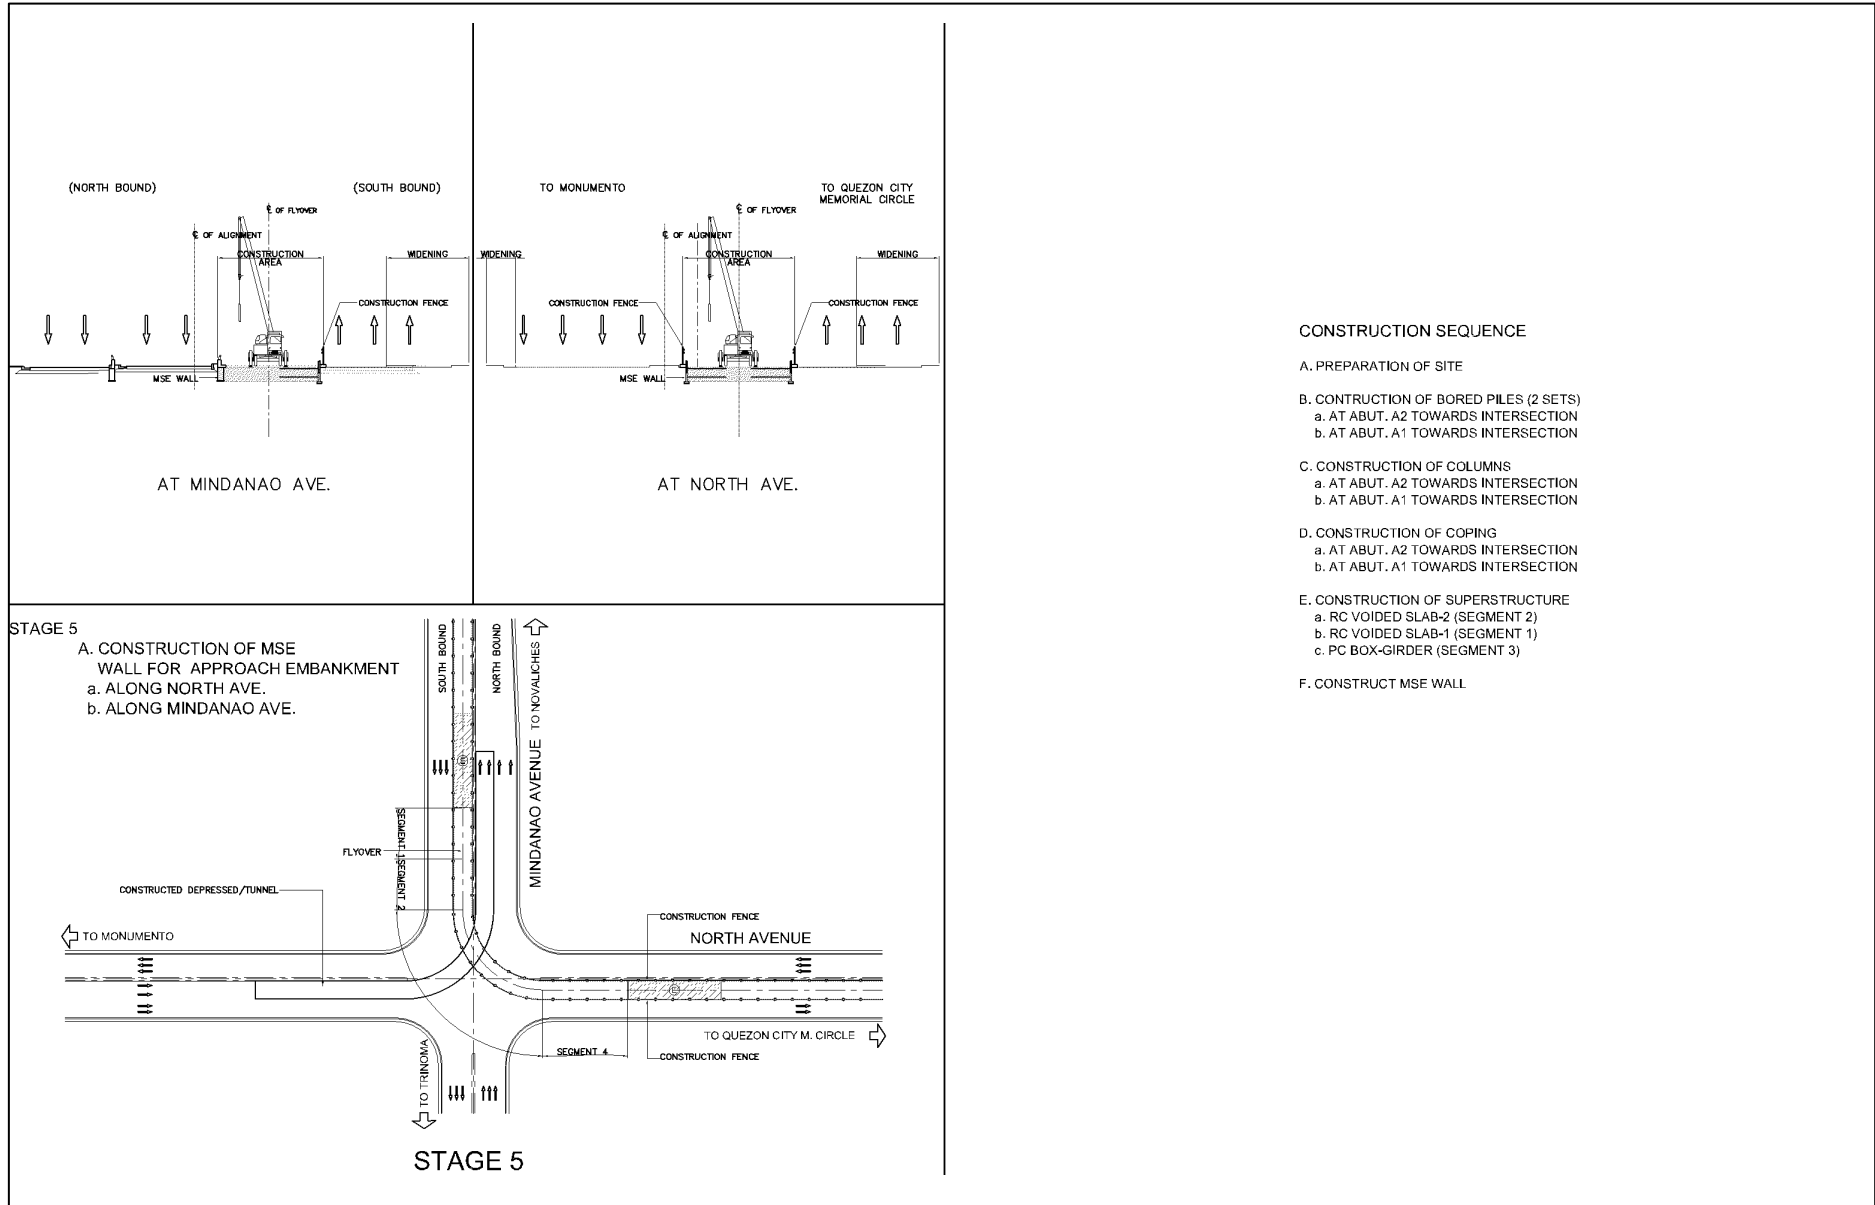 (NORTH BOUND)
(SOUTH BOUND)
℄ OF FLYOVER
℄ OF ALIGNMENT
CONSTRUCTION
AREA
WIDENING
CONSTRUCTION FENCE
MSE WALL
AT MINDANAO AVE.
TO MONUMENTO
TO QUEZON CITY
MEMORIAL CIRCLE
℄ OF FLYOVER
℄ OF ALIGNMENT
WIDENING
CONSTRUCTION
AREA
WIDENING
CONSTRUCTION FENCE
CONSTRUCTION FENCE
MSE WALL
AT NORTH AVE.
STAGE 5
A. CONSTRUCTION OF MSE
WALL FOR APPROACH EMBANKMENT
a. ALONG NORTH AVE.
b. ALONG MINDANAO AVE.
SOUTH BOUND
NORTH BOUND
TO NOVALICHES
MINDANAO AVENUE
SEGMENT 1
SEGMENT 2
FLYOVER
CONSTRUCTED DEPRESSED/TUNNEL
TO MONUMENTO
CONSTRUCTION FENCE
NORTH AVENUE
TO QUEZON CITY M. CIRCLE
SEGMENT 4
CONSTRUCTION FENCE
TO TRINOMA
STAGE 5
CONSTRUCTION SEQUENCE
A. PREPARATION OF SITE
B. CONTRUCTION OF BORED PILES (2 SETS)
a. AT ABUT. A2 TOWARDS INTERSECTION
b. AT ABUT. A1 TOWARDS INTERSECTION
C. CONSTRUCTION OF COLUMNS
a. AT ABUT. A2 TOWARDS INTERSECTION
b. AT ABUT. A1 TOWARDS INTERSECTION
D. CONSTRUCTION OF COPING
a. AT ABUT. A2 TOWARDS INTERSECTION
b. AT ABUT. A1 TOWARDS INTERSECTION
E. CONSTRUCTION OF SUPERSTRUCTURE
a. RC VOIDED SLAB-2 (SEGMENT 2)
b. RC VOIDED SLAB-1 (SEGMENT 1)
c. PC BOX-GIRDER (SEGMENT 3)
F. CONSTRUCT MSE WALL